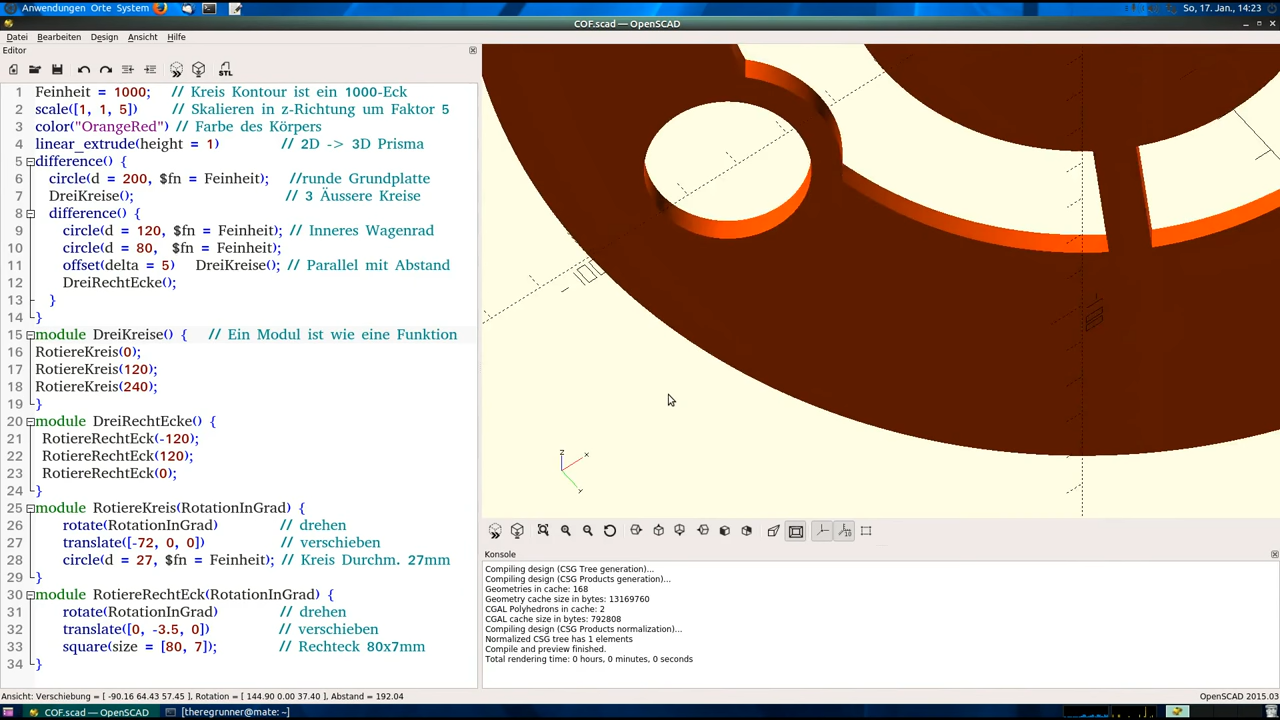 Anwendungen Orte System
So, 17. Jan., 14:23
COF.scad — OpenSCAD
Datei Bearbeiten Design Ansicht Hilfe
Editor
STL
1 Feinheit = 1000; // Kreis Kontour ist ein 1000-Eck
2 scale([1, 1, 5]) // Skalieren in z-Richtung um Faktor 5
3 color("OrangeRed") // Farbe des Körpers
4 linear_extrude(height = 1) // 2D -> 3D Prisma
5 difference() {
6 circle(d = 200, $fn = Feinheit); //runde Grundplatte
7 DreiKreise(); // 3 Äussere Kreise
8 difference() {
9 circle(d = 120, $fn = Feinheit); // Inneres Wagenrad
10 circle(d = 80, $fn = Feinheit);
11 offset(delta = 5) DreiKreise(); // Parallel mit Abstand
12 DreiRechtEcke();
13 }
14 }
15 module DreiKreise() { // Ein Modul ist wie eine Funktion
16 RotiereKreis(0);
17 RotiereKreis(120);
18 RotiereKreis(240);
19 }
20 module DreiRechtEcke() {
21 RotiereRechtEck(-120);
22 RotiereRechtEck(120);
23 RotiereRechtEck(0);
24 }
25 module RotiereKreis(RotationInGrad) {
26 rotate(RotationInGrad) // drehen
27 translate([-72, 0, 0]) // verschieben
28 circle(d = 27, $fn = Feinheit); // Kreis Durchm. 27mm
29 }
30 module RotiereRechtEck(RotationInGrad) {
31 rotate(RotationInGrad) // drehen
32 translate([0, -3.5, 0]) // verschieben
33 square(size = [80, 7]); // Rechteck 80x7mm
34 }
z
x
y
Konsole
Compiling design (CSG Tree generation)...
Compiling design (CSG Products generation)...
Geometries in cache: 168
Geometry cache size in bytes: 13169760
CGAL Polyhedrons in cache: 2
CGAL cache size in bytes: 792808
Compiling design (CSG Products normalization)...
Normalized CSG tree has 1 elements
Compile and preview finished.
Total rendering time: 0 hours, 0 minutes, 0 seconds
Ansicht: Verschiebung = [ -90.16 64.43 57.45 ], Rotation = [ 144.90 0.00 37.40 ], Abstand = 192.04
OpenSCAD 2015.03
COF.scad — OpenSCAD
[theregrunner@mate: ~]